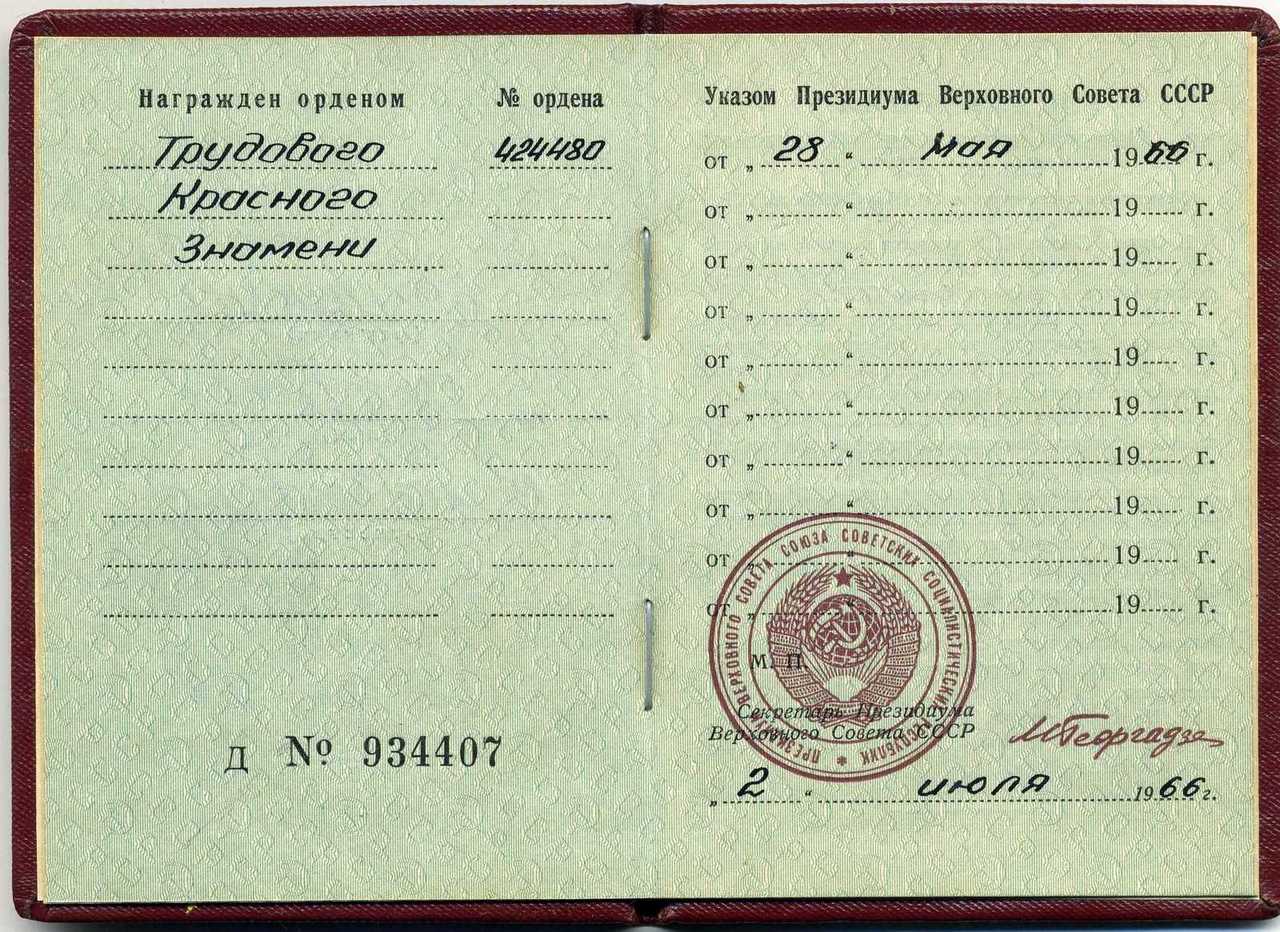 Награжден орденом
№ ордена
Трудового
424480
Красного
Знамени
Д № 934407
Указом Президиума Верховного Совета СССР
от „ 28 “ мая 1966 г.
от „ “ 19 г.
от „ “ 19 г.
от „ “ 19 г.
от „ “ 19 г.
от „ “ 19 г.
от „ “ 19 г.
от „ “ 19 г.
от „ “ 19 г.
от „ “ 19 г.
ПРЕЗИДИУМ ВЕРХОВНОГО СОВЕТА СОЮЗА СОВЕТСКИХ СОЦИАЛИСТИЧЕСКИХ РЕСПУБЛИК
М. П.
Секретарь Президиума
Верховного Совета СССР
МГеоргадзе
„ 2 “ июля 1966 г.